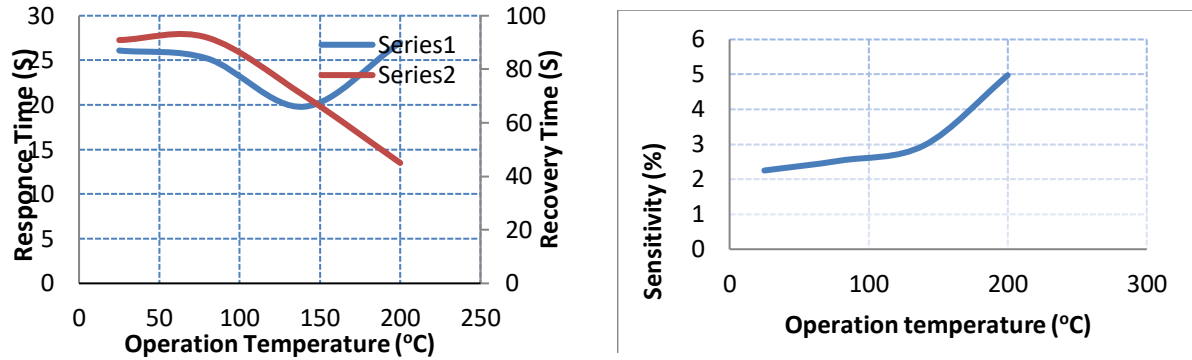 30
25
20
15
10
5
0
Responce Time (S)
Series1
Series2
100
80
60
40
20
0
Recovery Time (S)
0 50 100 150 200 250
Operation Temperature (ºC)
6
5
4
3
2
1
0
Sensitivity (%)
0 100 200 300
Operation temperature (ºC)